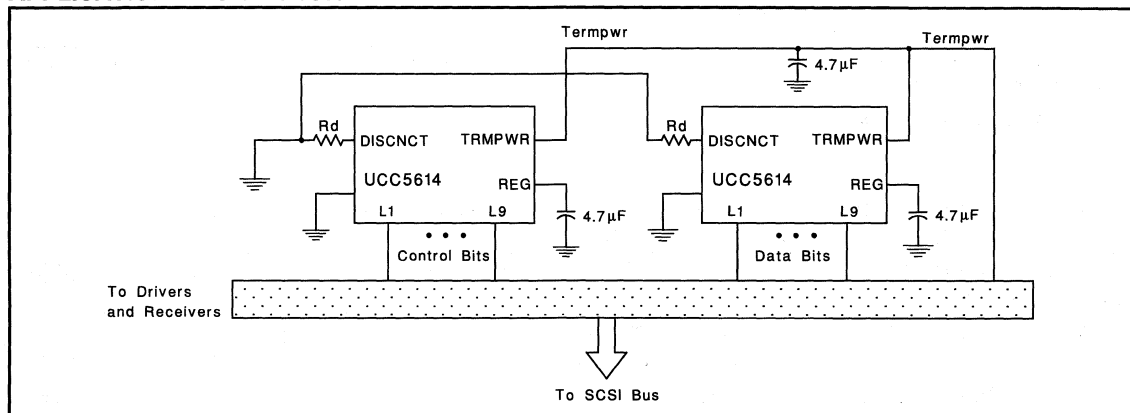 Termpwr
Termpwr
4.7µF
Rd
DISCNCT
TRMPWR
UCC5614
REG
L1
L9
4.7µF
Control Bits
Rd
DISCNCT
TRMPWR
UCC5614
REG
L1
L9
4.7µF
Data Bits
To Drivers
and Receivers
To SCSI Bus